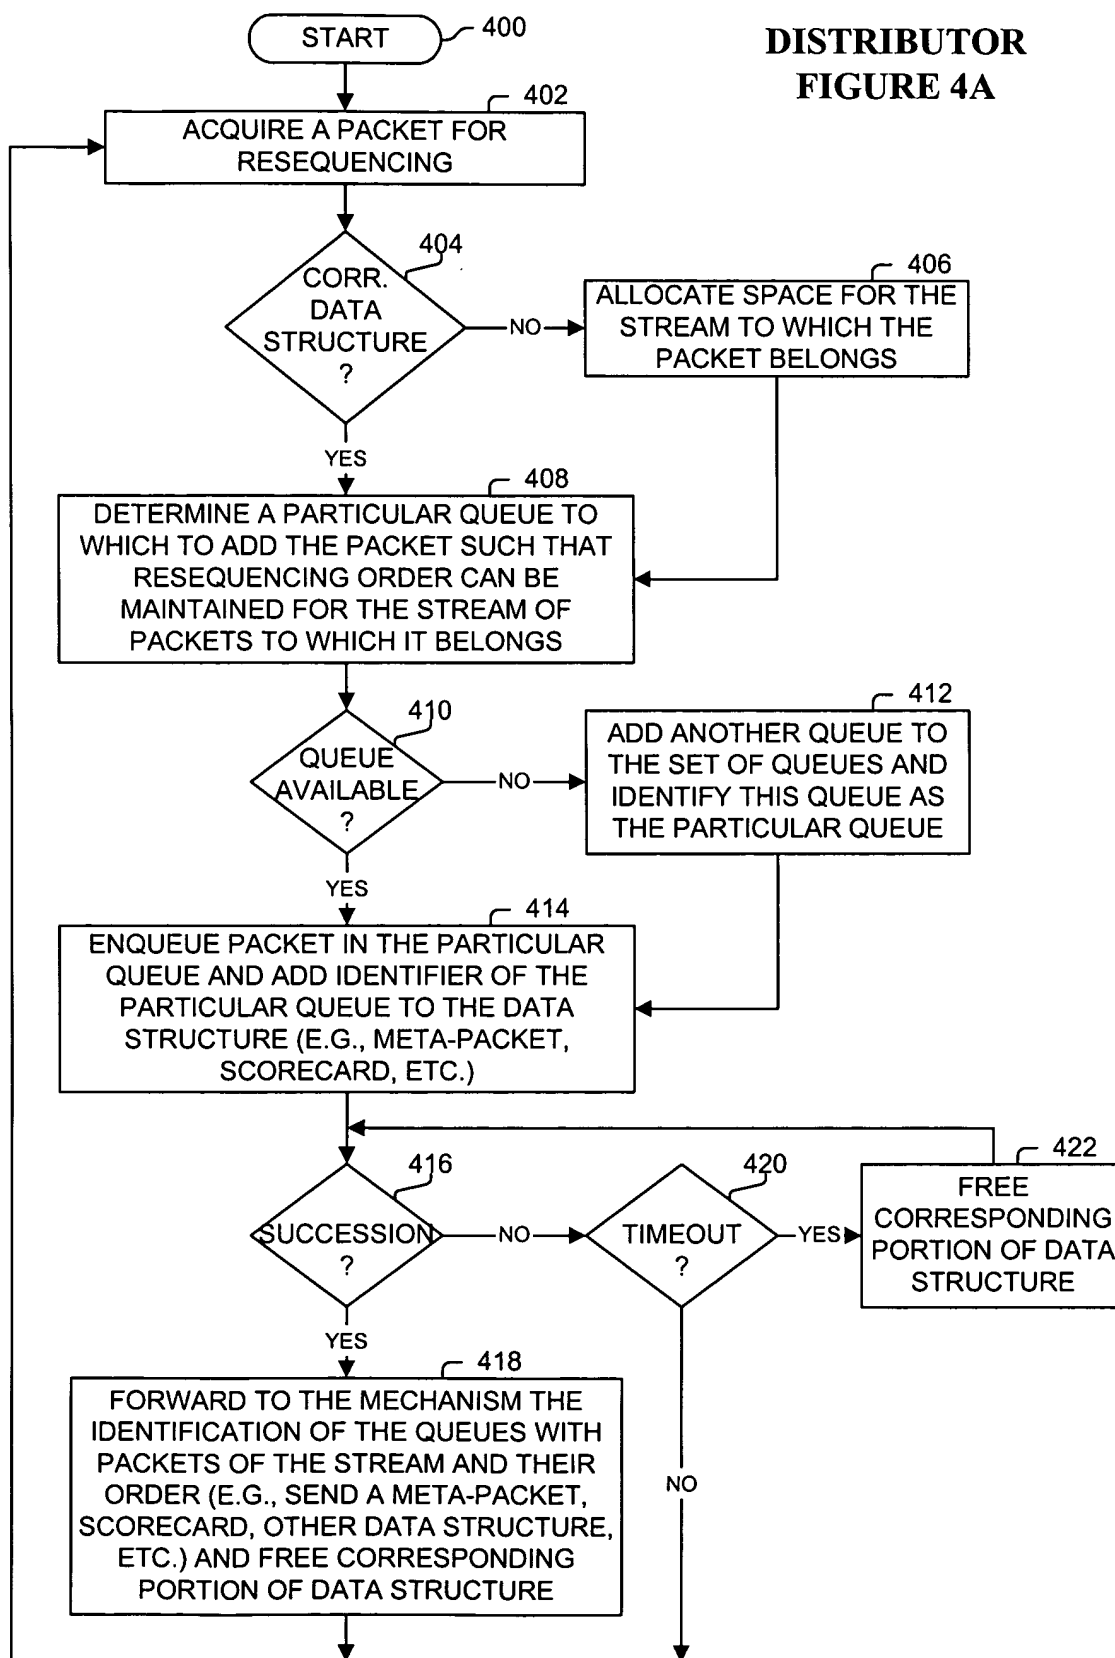 START
400
DISTRIBUTOR
FIGURE 4A
402
ACQUIRE A PACKET FOR
RESEQUENCING
404
CORR.
DATA
STRUCTURE
?
NO
406
ALLOCATE SPACE FOR THE
STREAM TO WHICH THE
PACKET BELONGS
YES
408
DETERMINE A PARTICULAR QUEUE TO
WHICH TO ADD THE PACKET SUCH THAT
RESEQUENCING ORDER CAN BE
MAINTAINED FOR THE STREAM OF
PACKETS TO WHICH IT BELONGS
410
QUEUE
AVAILABLE
?
NO
412
ADD ANOTHER QUEUE TO
THE SET OF QUEUES AND
IDENTIFY THIS QUEUE AS
THE PARTICULAR QUEUE
YES
414
ENQUEUE PACKET IN THE PARTICULAR
QUEUE AND ADD IDENTIFIER OF THE
PARTICULAR QUEUE TO THE DATA
STRUCTURE (E.G., META-PACKET,
SCORECARD, ETC.)
416
SUCCESSION
?
NO
420
TIMEOUT
?
YES
422
FREE
CORRESPONDING
PORTION OF DATA
STRUCTURE
YES
418
FORWARD TO THE MECHANISM THE
IDENTIFICATION OF THE QUEUES WITH
PACKETS OF THE STREAM AND THEIR
ORDER (E.G., SEND A META-PACKET,
SCORECARD, OTHER DATA STRUCTURE,
ETC.) AND FREE CORRESPONDING
PORTION OF DATA STRUCTURE
NO